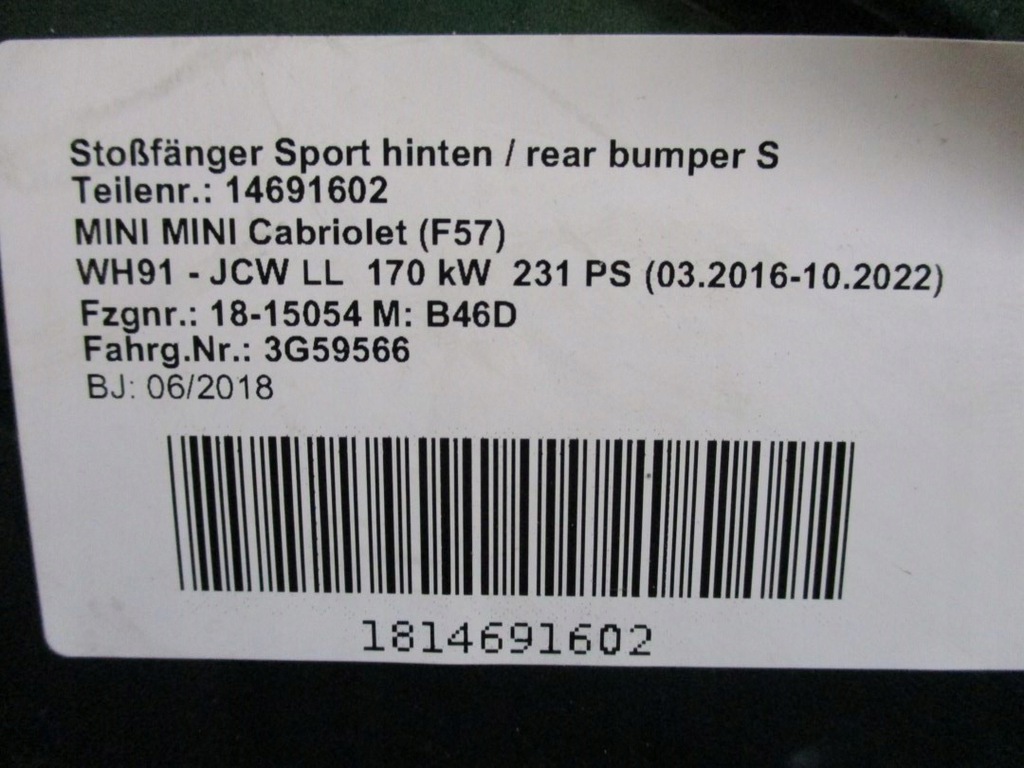 Stoßfänger Sport hinten / rear bumper S
Teilenr.: 14691602
MINI MINI Cabriolet (F57)
WH91 - JCW LL 170 kW 231 PS (03.2016-10.2022)
Fzgnr.: 18-15054 M: B46D
Fahrg.Nr.: 3G59566
BJ: 06/2018
1814691602